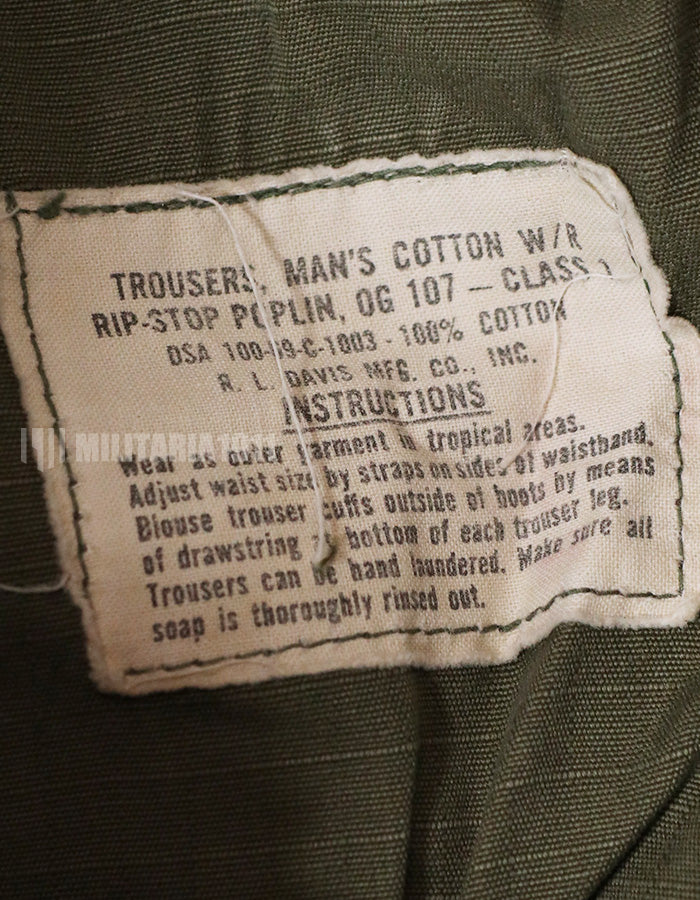 TROUSERS, MAN'S COTTON W/R
RIP-STOP POPLIN, OG 107 — CLASS 1
DSA 100-69-C-1003 - 100% COTTON
R. L. DAVIS MFG. CO., INC.
INSTRUCTIONS
Wear as outer garment in tropical areas.
Adjust waist size by straps on sides of waistband.
Blouse trouser cuffs outside of boots by means
of drawstring at bottom of each trouser leg.
Trousers can be hand laundered. Make sure all
soap is thoroughly rinsed out.